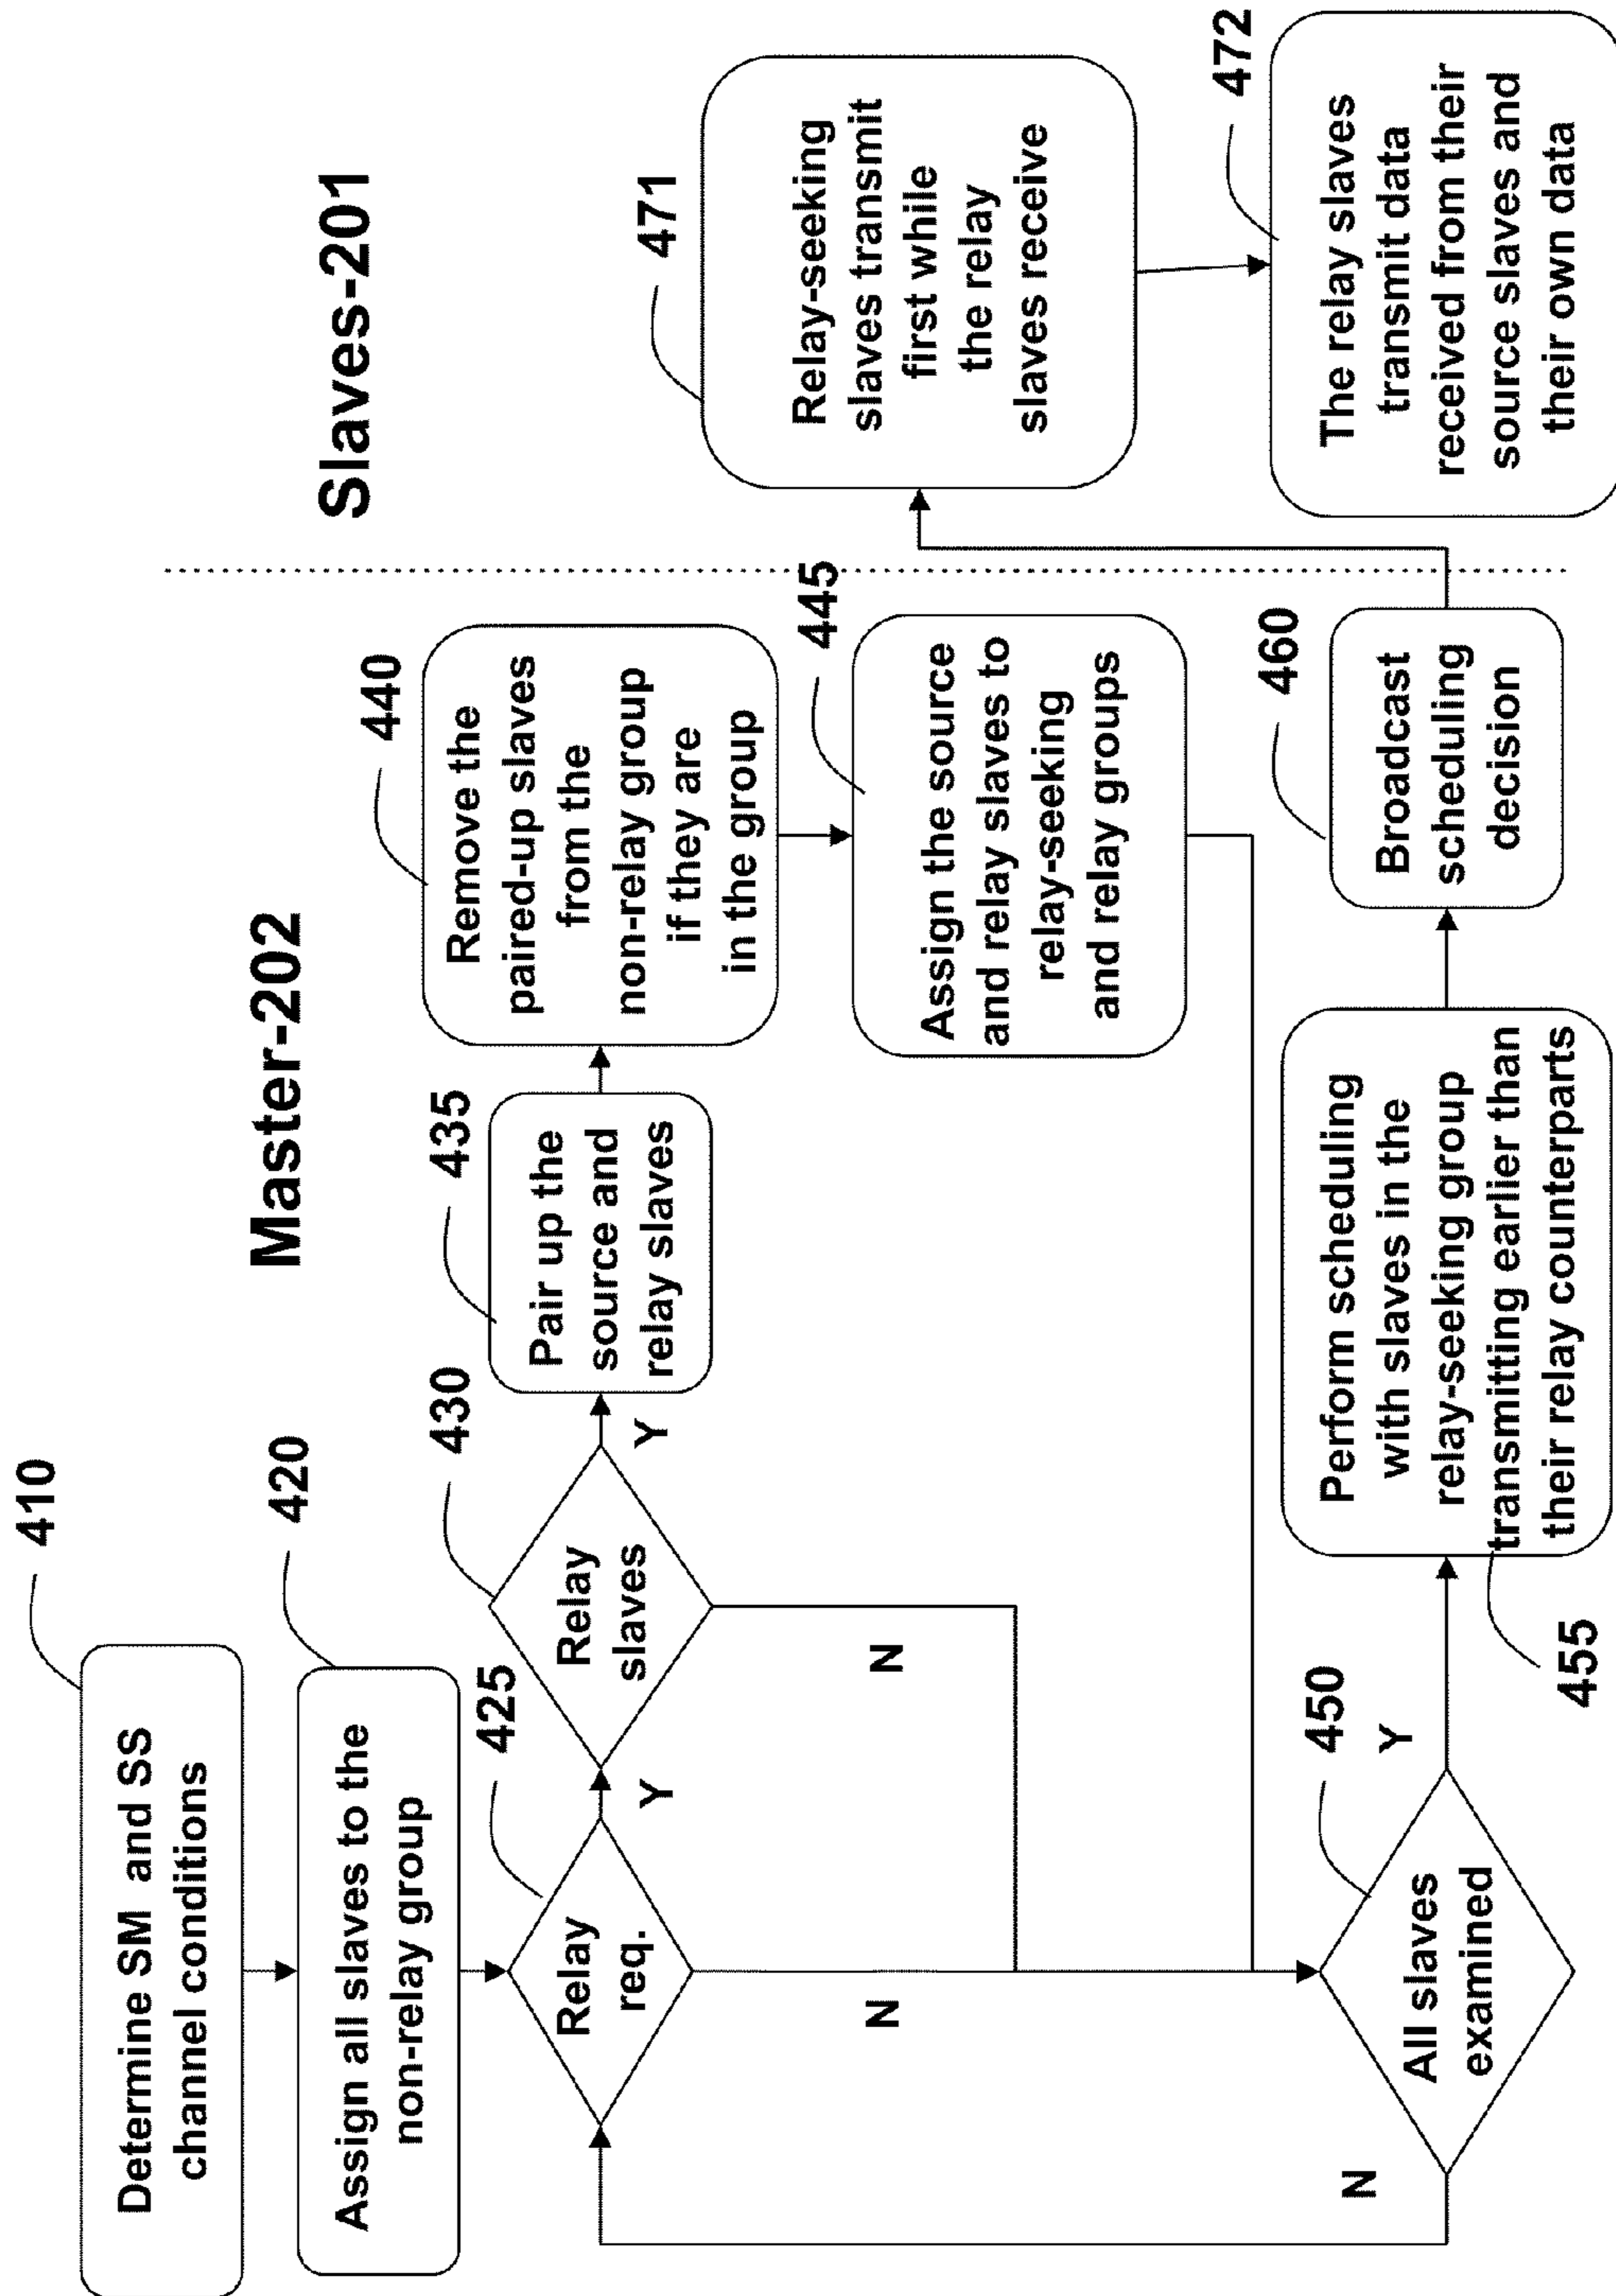 Master-202
Slaves-201
410
Determine SM and SS
channel conditions
420
Assign all slaves to the
non-relay group
425
Relay
req.
Y
N
430
Relay
slaves
Y
N
435
Pair up the
source and
relay slaves
440
Remove the
paired-up slaves
from the
non-relay group
if they are
in the group
445
Assign the source
and relay slaves to
relay-seeking
and relay groups
450
All slaves
examined
Y
N
455
Perform scheduling
with slaves in the
relay-seeking group
transmitting earlier than
their relay counterparts
460
Broadcast
scheduling
decision
471
Relay-seeking
slaves transmit
first while
the relay
slaves receive
472
The relay slaves
transmit data
received from their
source slaves and
their own data